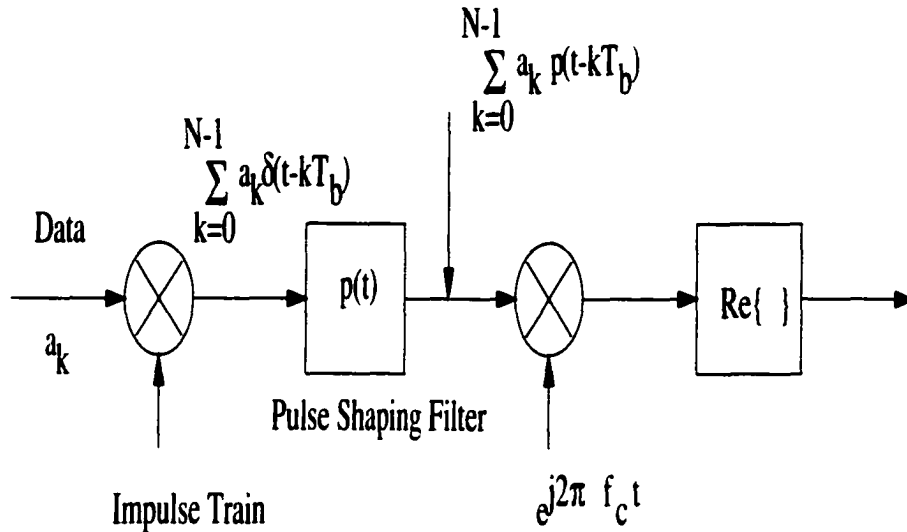 N-1
∑ a_k p(t-kT_b)
k=0
N-1
∑ a_k δ(t-kT_b)
k=0
Data
p(t)
Re{ }
a_k
Pulse Shaping Filter
Impulse Train
e^{j2π f_c t}